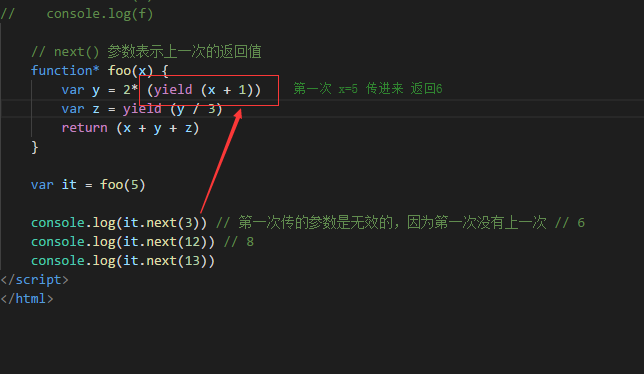 //    console.log(f)
// next() 参数表示上一次的返回值
function* foo(x) {
var y = 2* (yield (x + 1)) 第一次 x=5 传进来 返回6
var z = yield (y / 3)
return (x + y + z)
}
var it = foo(5)
console.log(it.next(3)) // 第一次传的参数是无效的，因为第一次没有上一次 // 6
console.log(it.next(12)) // 8
console.log(it.next(13))
</script>
</html>